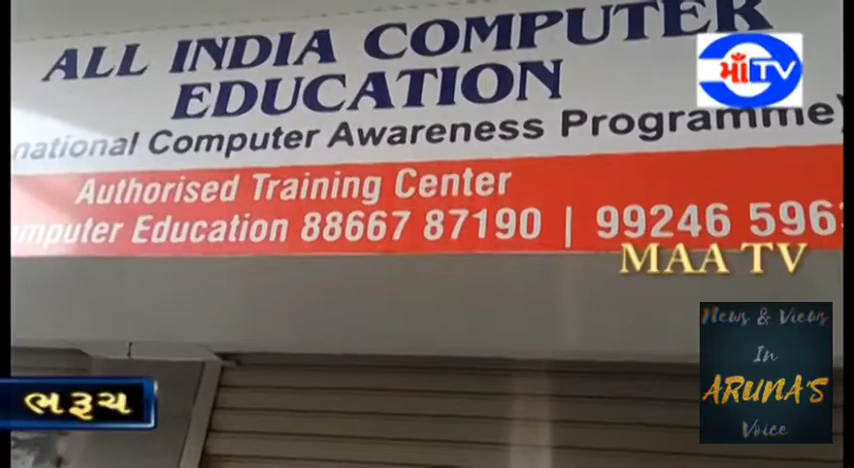 ALL INDIA COMPUTER
EDUCATION
national Computer Awareness Programme)
Authorised Training Center
mputer Education 88667 87190 | 99246 5963
માઁ TV
MAA TV
News & Views
In
ARUNA'S
Voice
ભરૂચ